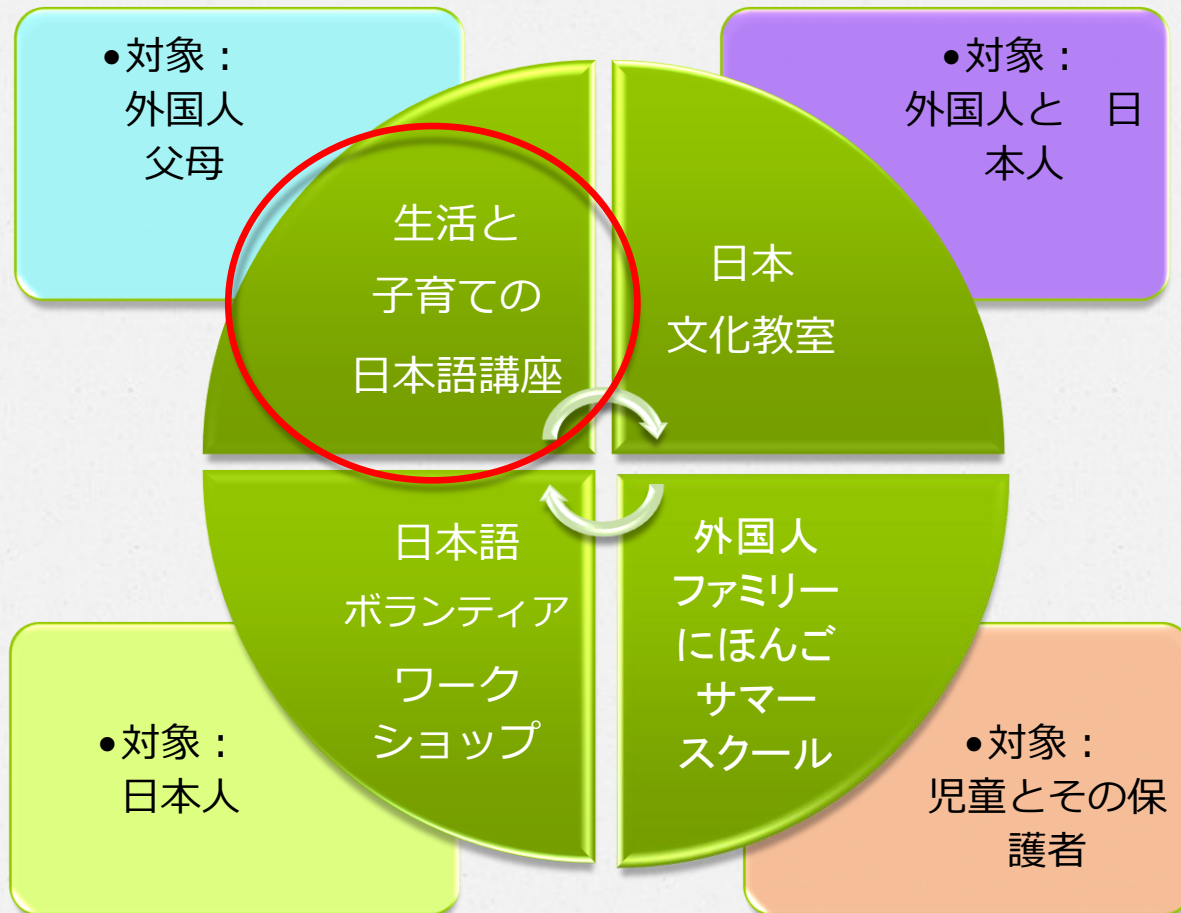 •対象：
外国人
父母
生活と
子育ての
日本語講座
•対象：
外国人と　日
本人
日本
文化教室
日本語
ボランティア
ワーク
ショップ
•対象：
日本人
外国人
ファミリー
にほんご
サマー
スクール
•対象：
児童とその保
護者